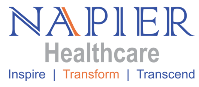 NAPIER
Healthcare
Inspire | Transform | Transcend